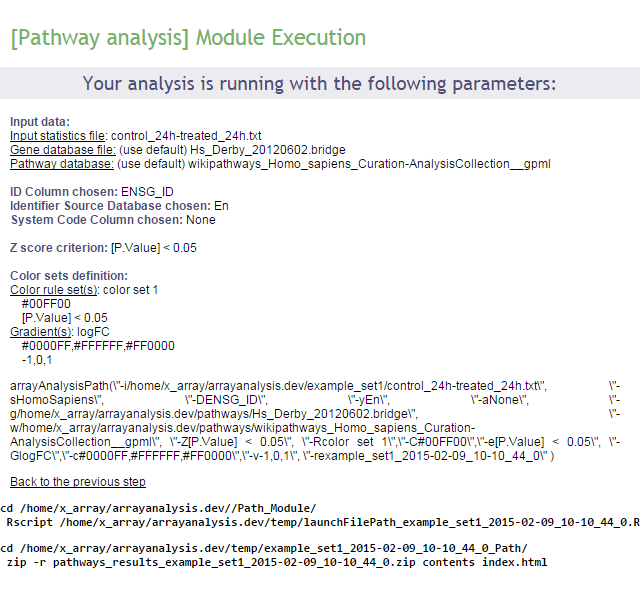 [Pathway analysis] Module Execution
Your analysis is running with the following parameters:
Input data:
Input statistics file: control_24h-treated_24h.txt
Gene database file: (use default) Hs_Derby_20120602.bridge
Pathway database: (use default) wikipathways_Homo_sapiens_Curation-AnalysisCollection__gpml
ID Column chosen: ENSG_ID
Identifier Source Database chosen: En
System Code Column chosen: None
Z score criterion: [P.Value] < 0.05
Color sets definition:
Color rule set(s): color set 1
#00FF00
[P.Value] < 0.05
Gradient(s): logFC
#0000FF,#FFFFFF,#FF0000
-1,0,1
arrayAnalysisPath(\"-i/home/x_array/arrayanalysis.dev/example_set1/control_24h-treated_24h.txt\", \"-
sHomoSapiens\", \"-DENSG_ID\", \"-yEn\", \"-aNone\", \"-
g/home/x_array/arrayanalysis.dev/pathways/Hs_Derby_20120602.bridge\", \"-
w/home/x_array/arrayanalysis.dev/pathways/wikipathways_Homo_sapiens_Curation-
AnalysisCollection__gpml\", \"-Z[P.Value] < 0.05\", \"-Rcolor set 1\",\"-C#00FF00\",\"-e[P.Value] < 0.05\", \"-
GlogFC\",\"-c#0000FF,#FFFFFF,#FF0000\",\"-v-1,0,1\", \"-rexample_set1_2015-02-09_10-10_44_0\" )
Back to the previous step
cd /home/x_array/arrayanalysis.dev//Path_Module/
Rscript /home/x_array/arrayanalysis.dev/temp/launchFilePath_example_set1_2015-02-09_10-10_44_0.R
cd /home/x_array/arrayanalysis.dev/temp/example_set1_2015-02-09_10-10_44_0_Path/
zip -r pathways_results_example_set1_2015-02-09_10-10_44_0.zip contents index.html